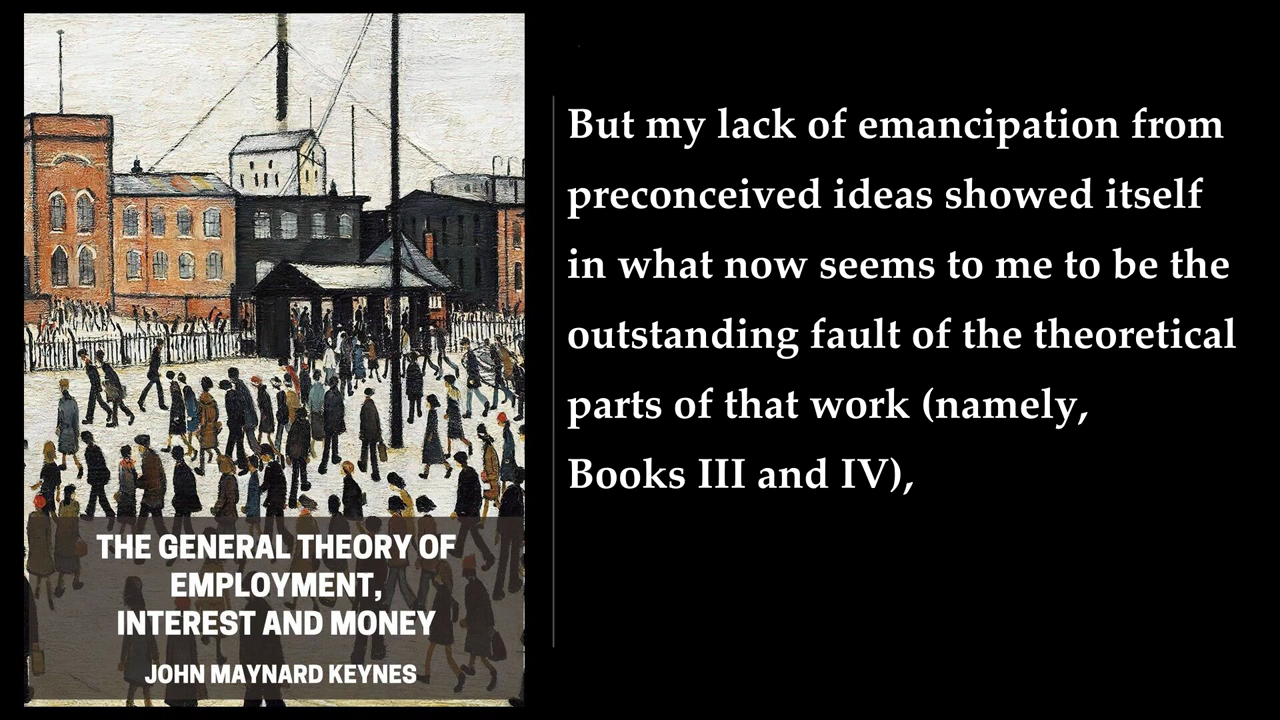 THE GENERAL THEORY OF
EMPLOYMENT,
INTEREST AND MONEY
JOHN MAYNARD KEYNES
But my lack of emancipation from
preconceived ideas showed itself
in what now seems to me to be the
outstanding fault of the theoretical
parts of that work (namely,
Books III and IV),